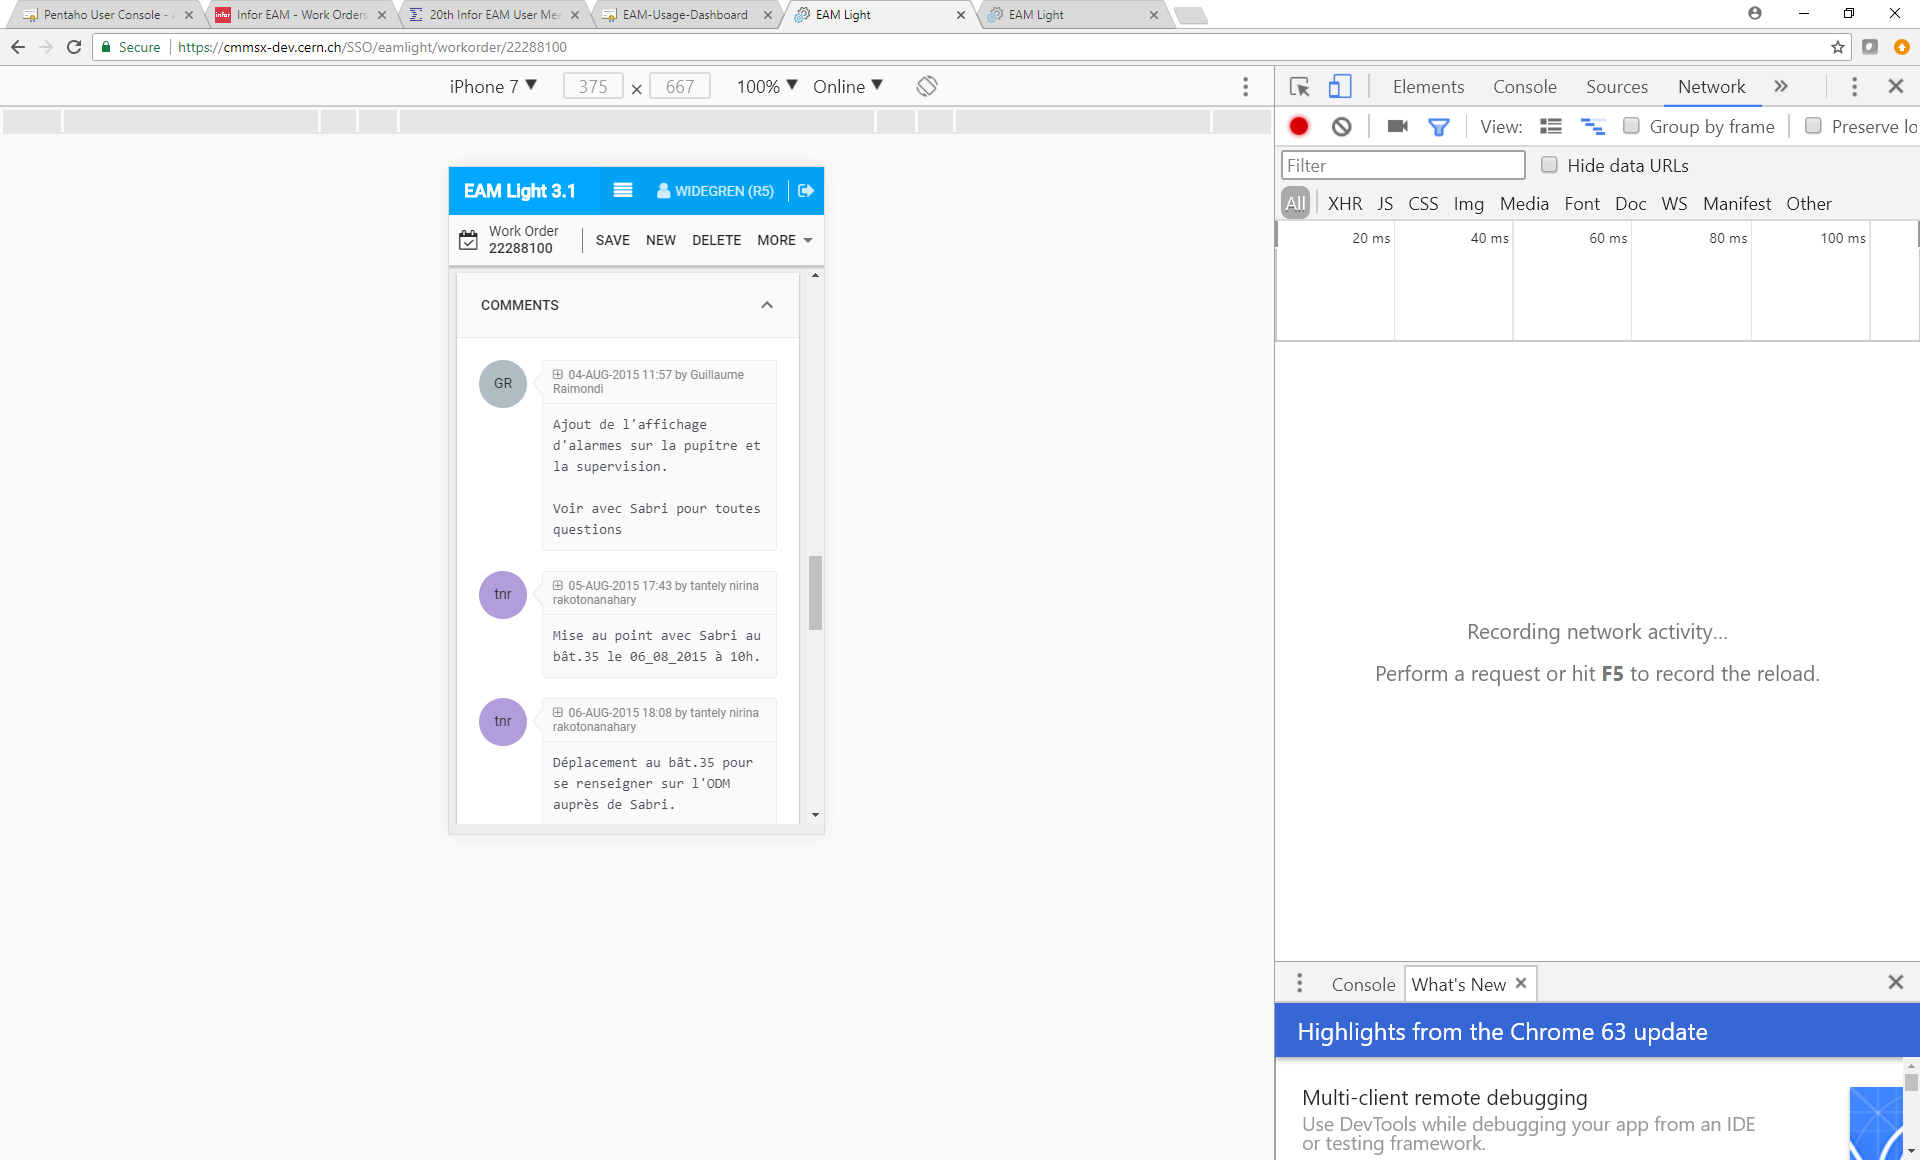 Pentaho User Console -
Infor EAM - Work Orders
20th Infor EAM User Mee
EAM-Usage-Dashboard
EAM Light
EAM Light
Secure
https://cmmsx-dev.cern.ch/SSO/eamlight/workorder/22288100
iPhone 7
375 × 667
100%
Online
Elements
Console
Sources
Network
View:
Group by frame
Preserve lo
Filter
Hide data URLs
All
XHR
JS
CSS
Img
Media
Font
Doc
WS
Manifest
Other
20 ms
40 ms
60 ms
80 ms
100 ms
EAM Light 3.1
WIDEGREN (R5)
Work Order
22288100
SAVE
NEW
DELETE
MORE
COMMENTS
GR
04-AUG-2015 11:57 by Guillaume
Raimondi
Ajout de l'affichage
d'alarmes sur la pupitre et
la supervision.
Voir avec Sabri pour toutes
questions
tnr
05-AUG-2015 17:43 by tantely nirina
rakotonanahary
Mise au point avec Sabri au
bât.35 le 06_08_2015 à 10h.
tnr
06-AUG-2015 18:08 by tantely nirina
rakotonanahary
Déplacement au bât.35 pour
se renseigner sur l'ODM
auprès de Sabri.
Recording network activity...
Perform a request or hit F5 to record the reload.
Console
What's New
Highlights from the Chrome 63 update
Multi-client remote debugging
Use DevTools while debugging your app from an IDE
or testing framework.